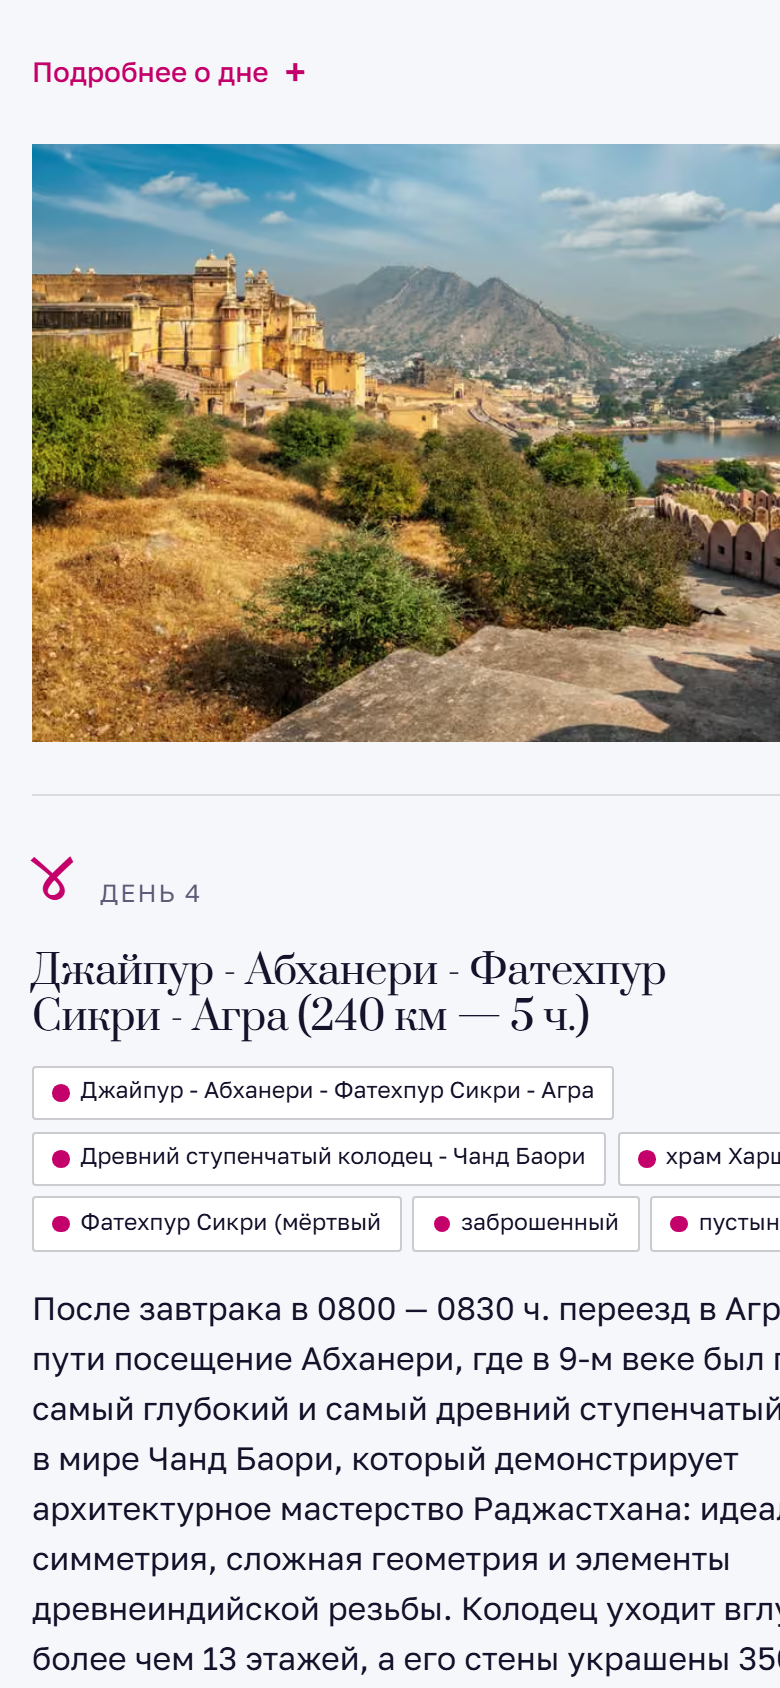 Подробнее о дне +
ДЕНЬ 4
Джайпур - Абханери - Фатехпур
Сикри - Агра (240 км — 5 ч.)
Джайпур - Абханери - Фатехпур Сикри - Агра
Древний ступенчатый колодец - Чанд Баори храм
Фатехпур Сикри (мёртвый заброшенный
После завтрака в 0800 — 0830 ч. переезд в
пути посещение Абханери, где в 9-м веке был
самый глубокий и самый древний ступенчатый
в мире Чанд Баори, который демонстрирует
архитектурное мастерство Раджастхана:
симметрия, сложная геометрия и элементы
древнеиндийской резьбы. Колодец уходит
более чем 13 этажей, а его стены украшены